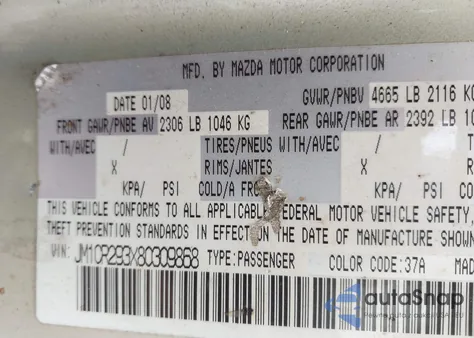 MFD. BY MAZDA MOTOR CORPORATION
DATE 01/08 GVWR/PNBV 4665 LB 2116 KG
FRONT GAWR/PNBE AV 2306 LB 1046 KG REAR GAWR/PNBE AR 2392 LB
WITH/AVEC / TIRES/PNEUS WITH/AVEC /
X RIMS/JANTES X
KPA/ PSI COLD/A KPA/ PSI
THIS VEHICLE CONFORMS TO ALL APPLICABLE FEDERAL MOTOR VEHICLE SAFETY,
THEFT PREVENTION STANDARDS IN EFFECT ON THE DATE OF MANUFACTURE SHOWN
VIN: JM1CR293X80309868 TYPE:PASSENGER COLOR CODE:37A MAD
autoSnap